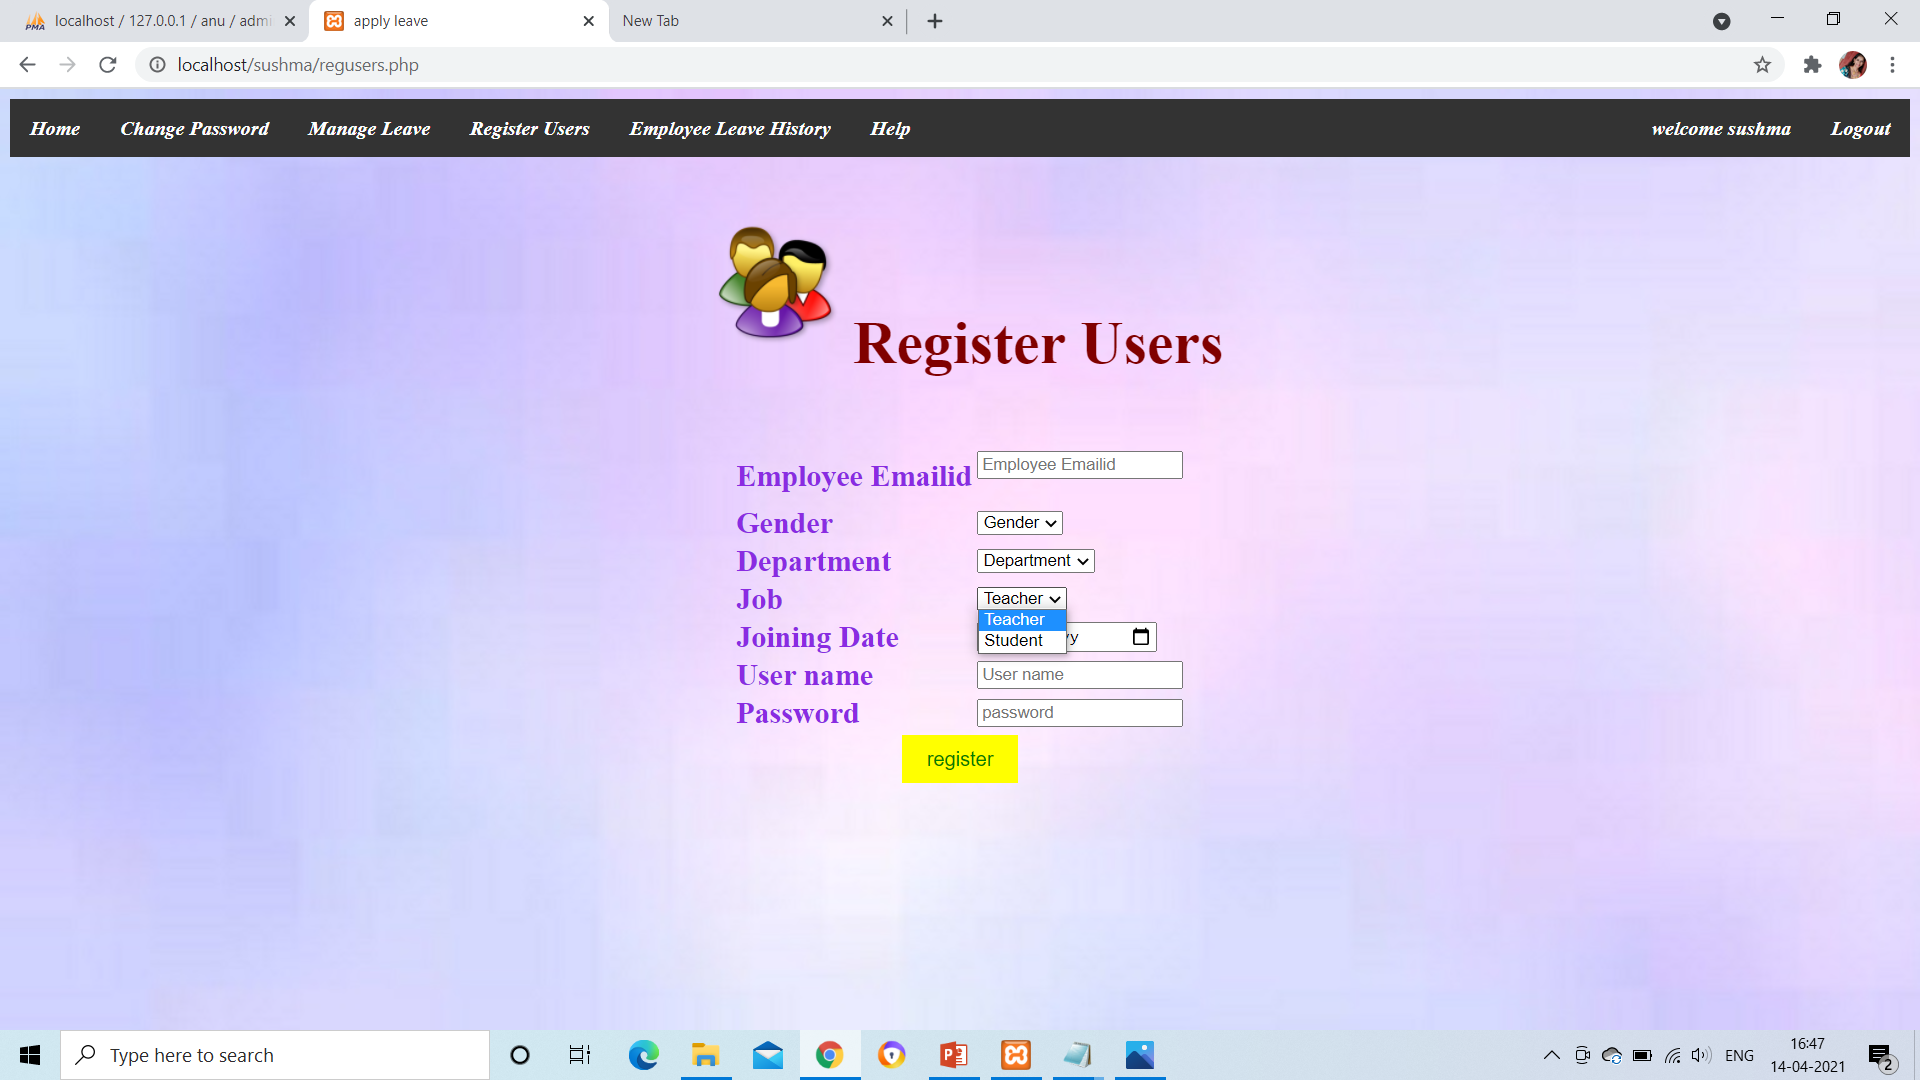 localhost / 127.0.0.1 / anu / admi
apply leave
New Tab
localhost/sushma/regusers.php
Home
Change Password
Manage Leave
Register Users
Employee Leave History
Help
welcome sushma
Logout
Register Users
Employee Emailid
Employee Emailid
Gender
Gender
Department
Department
Job
Teacher
Teacher
Joining Date
Student
User name
User name
Password
password
register
Type here to search
ENG
16:47
14-04-2021
2